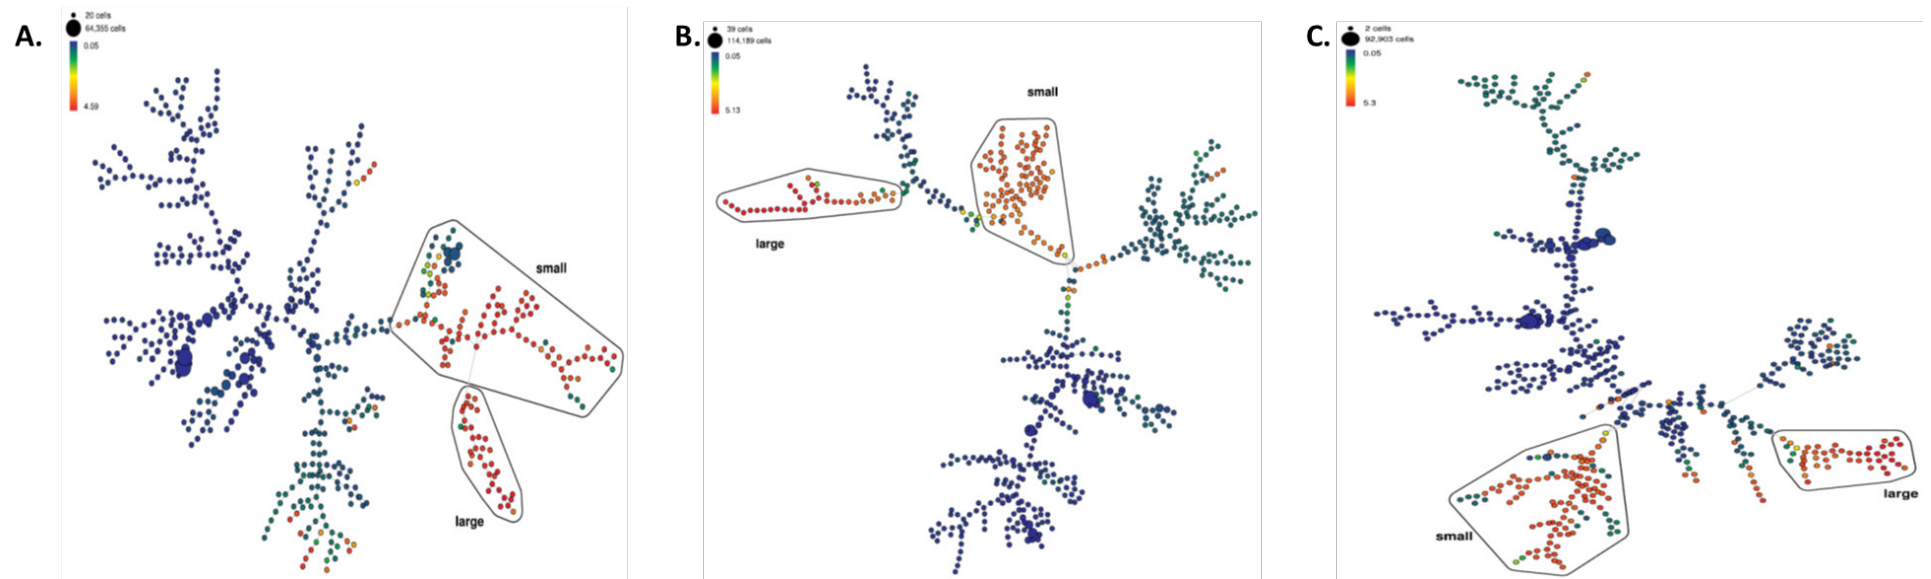 A.
20 cells
64,355 cells
0.05
4.59
small
large
B.
39 cells
114,189 cells
0.05
5.13
small
large
C.
2 cells
92,903 cells
0.05
5.3
small
large